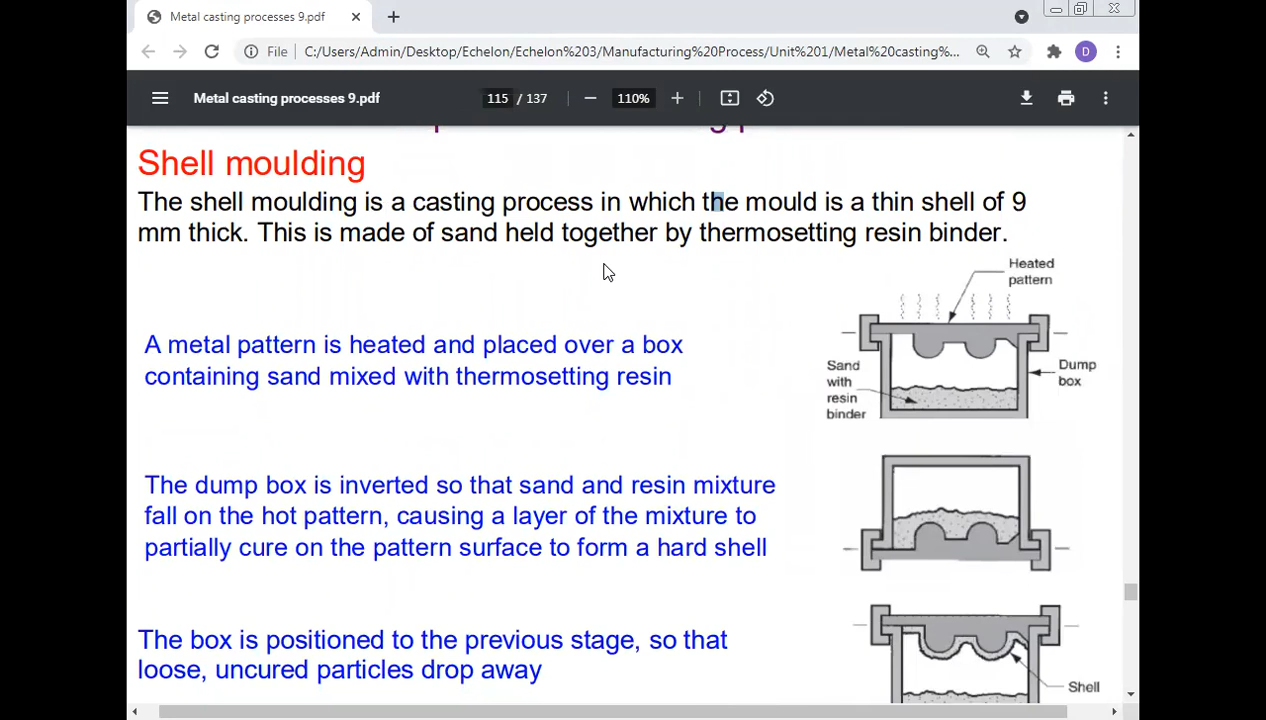 Metal casting processes 9.pdf
File
C:/Users/Admin/Desktop/Echelon/Echelon%203/Manufacturing%20Process/Unit%201/Metal%20casting%...
D
Metal casting processes 9.pdf
115 / 137
110%
Shell moulding
The shell moulding is a casting process in which the mould is a thin shell of 9
mm thick. This is made of sand held together by thermosetting resin binder.
A metal pattern is heated and placed over a box
containing sand mixed with thermosetting resin
Heated
pattern
Sand
with
resin
binder
Dump
box
The dump box is inverted so that sand and resin mixture
fall on the hot pattern, causing a layer of the mixture to
partially cure on the pattern surface to form a hard shell
The box is positioned to the previous stage, so that
loose, uncured particles drop away
Shell